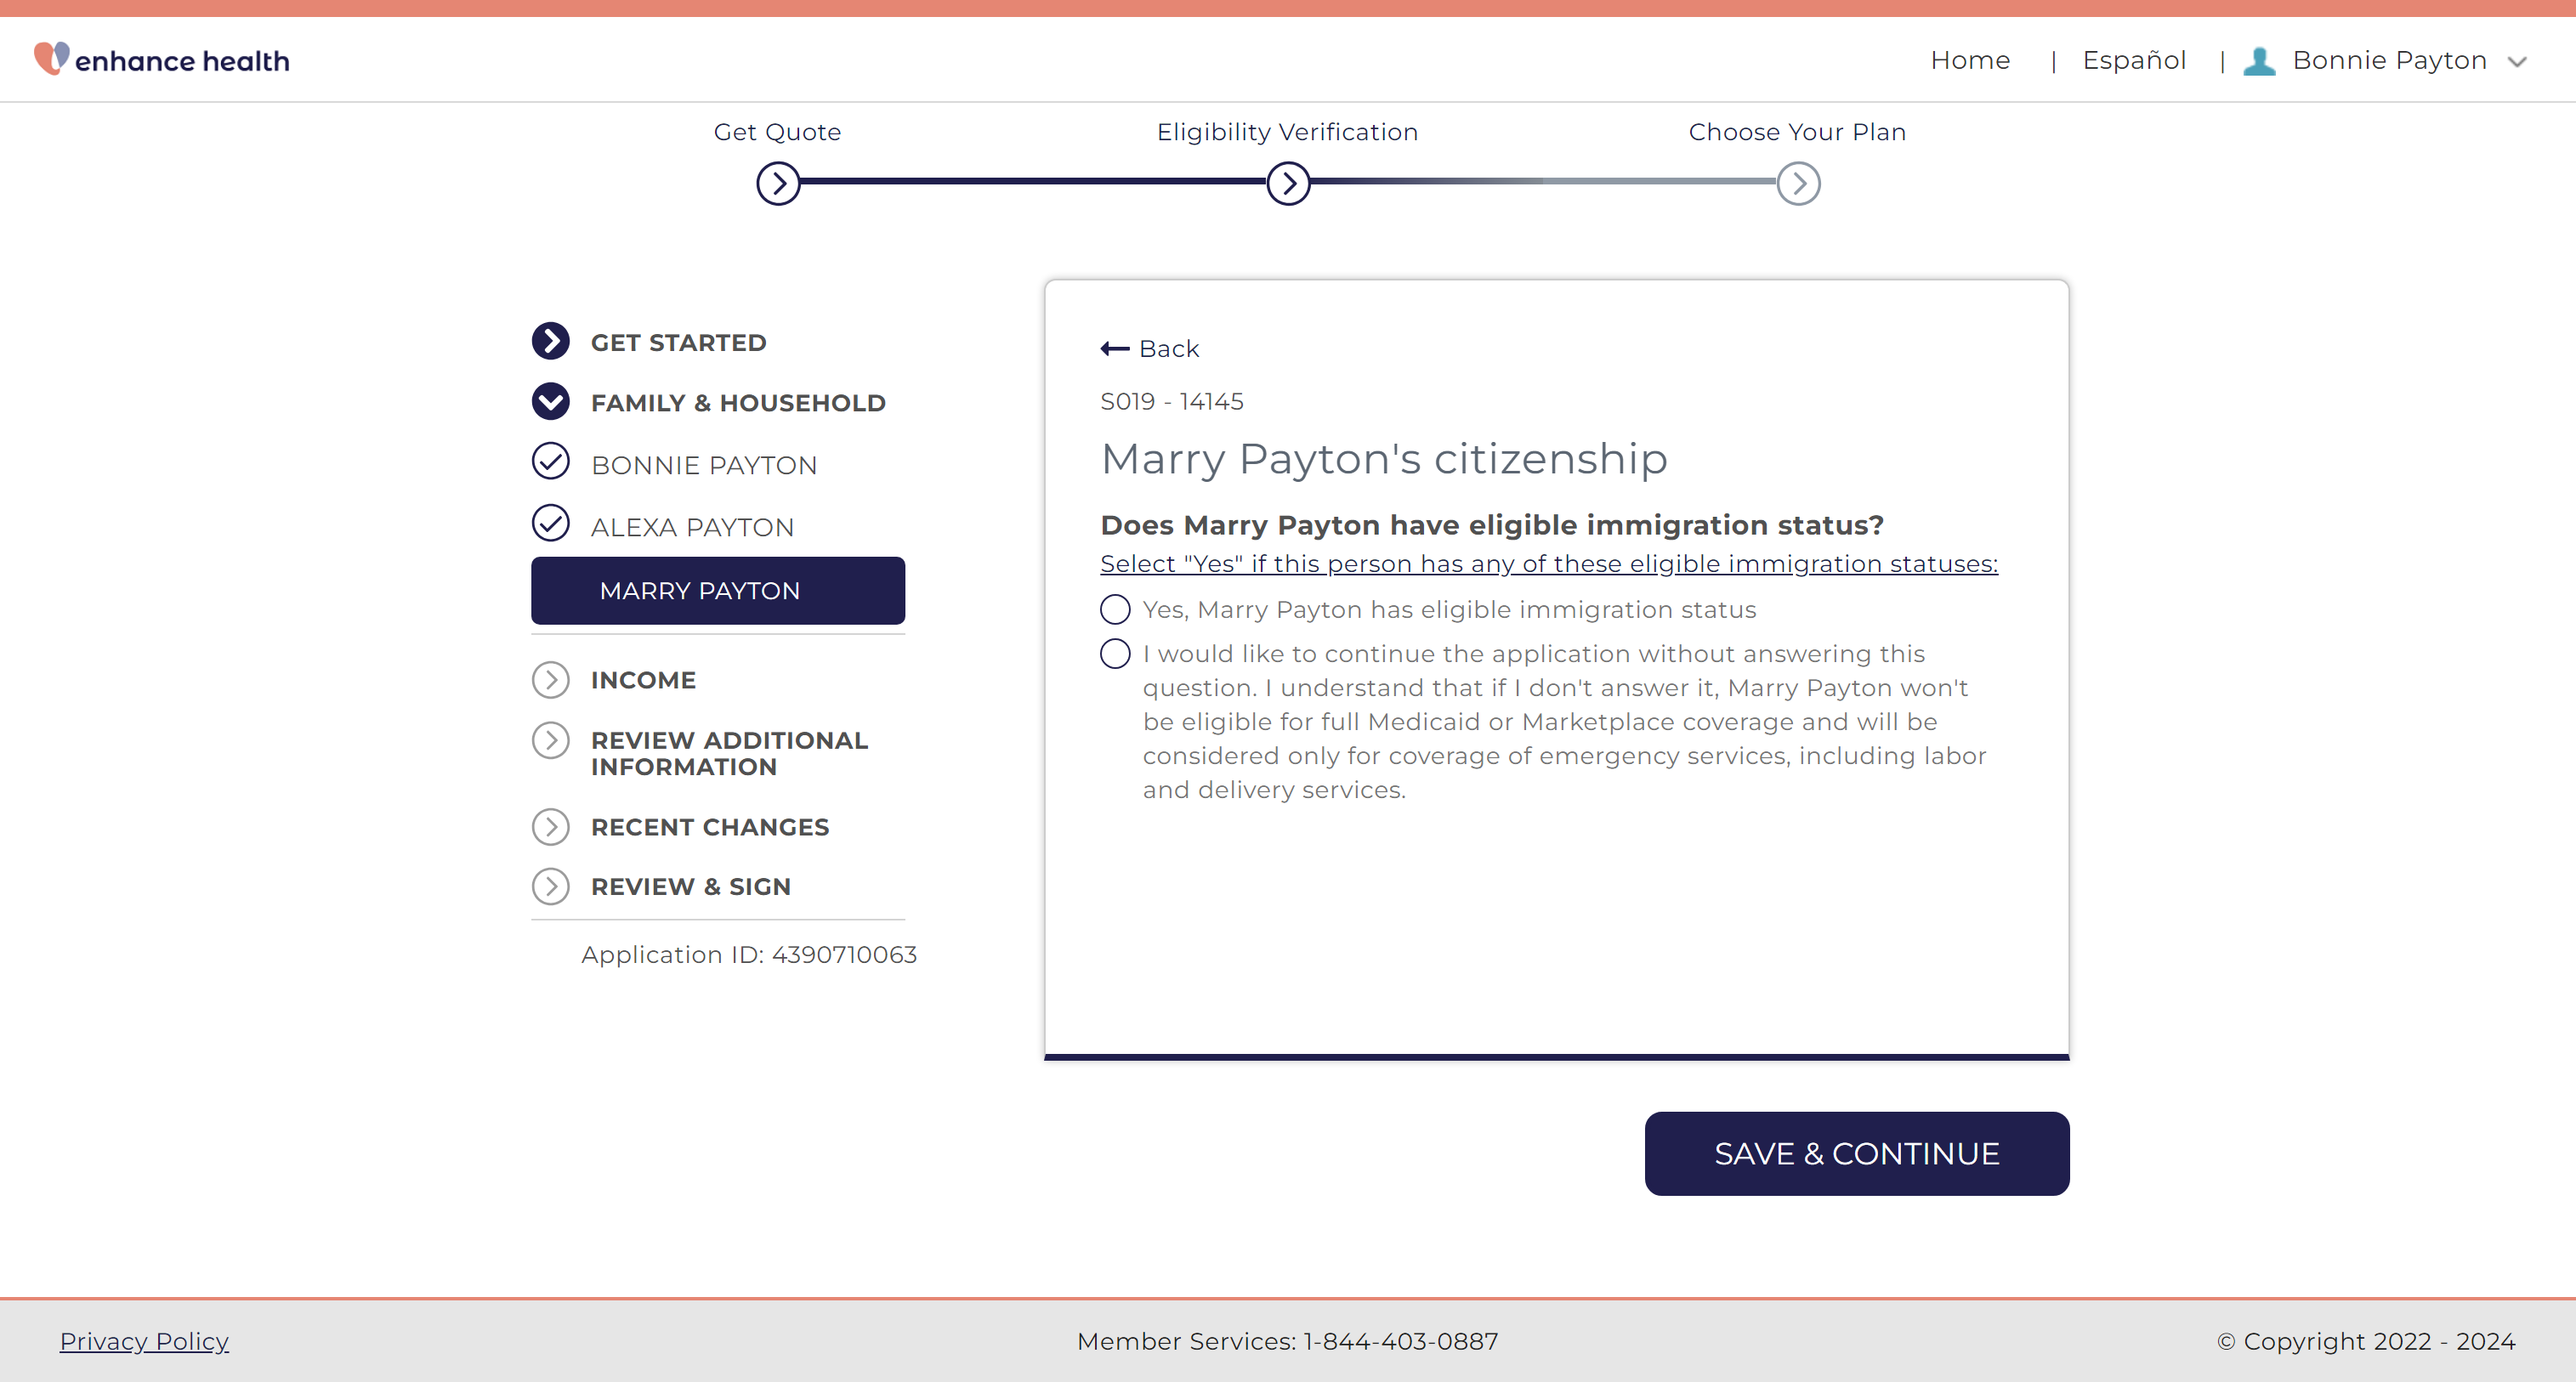 enhance health
Home | Español | Bonnie Payton
Get Quote
Eligibility Verification
Choose Your Plan
GET STARTED
FAMILY & HOUSEHOLD
BONNIE PAYTON
ALEXA PAYTON
MARRY PAYTON
INCOME
REVIEW ADDITIONAL
INFORMATION
RECENT CHANGES
REVIEW & SIGN
Application ID: 4390710063
Back
S019 - 14145
Marry Payton's citizenship
Does Marry Payton have eligible immigration status?
Select "Yes" if this person has any of these eligible immigration statuses:
Yes, Marry Payton has eligible immigration status
I would like to continue the application without answering this
question. I understand that if I don't answer it, Marry Payton won't
be eligible for full Medicaid or Marketplace coverage and will be
considered only for coverage of emergency services, including labor
and delivery services.
SAVE & CONTINUE
Privacy Policy
Member Services: 1-844-403-0887
© Copyright 2022 - 2024